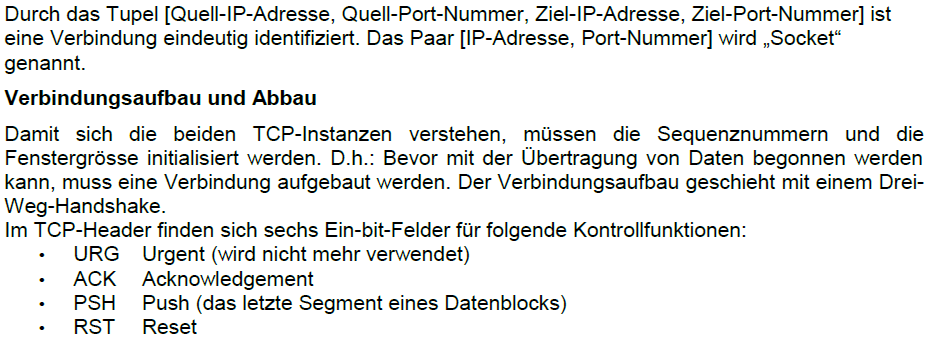 Durch das Tupel [Quell-IP-Adresse, Quell-Port-Nummer, Ziel-IP-Adresse, Ziel-Port-Nummer] ist
eine Verbindung eindeutig identifiziert. Das Paar [IP-Adresse, Port-Nummer] wird „Socket“
genannt.
Verbindungsaufbau und Abbau
Damit sich die beiden TCP-Instanzen verstehen, müssen die Sequenznummern und die
Fenstergrösse initialisiert werden. D.h.: Bevor mit der Übertragung von Daten begonnen werden
kann, muss eine Verbindung aufgebaut werden. Der Verbindungsaufbau geschieht mit einem Drei-
Weg-Handshake.
Im TCP-Header finden sich sechs Ein-bit-Felder für folgende Kontrollfunktionen:
• URG Urgent (wird nicht mehr verwendet)
• ACK Acknowledgement
• PSH Push (das letzte Segment eines Datenblocks)
• RST Reset